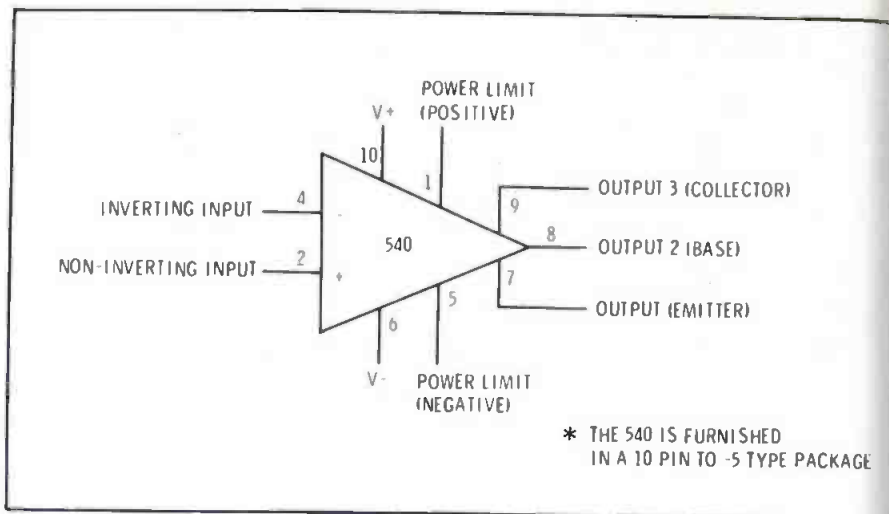 POWER LIMIT
(POSITIVE)
V+
10
1
OUTPUT 3 (COLLECTOR)
9
4
INVERTING INPUT
-
8
OUTPUT 2 (BASE)
540
2
NON-INVERTING INPUT
+
7
5
OUTPUT (EMITTER)
6
V-
POWER LIMIT
(NEGATIVE)
* THE 540 IS FURNISHED
IN A 10 PIN TO -5 TYPE PACKAGE